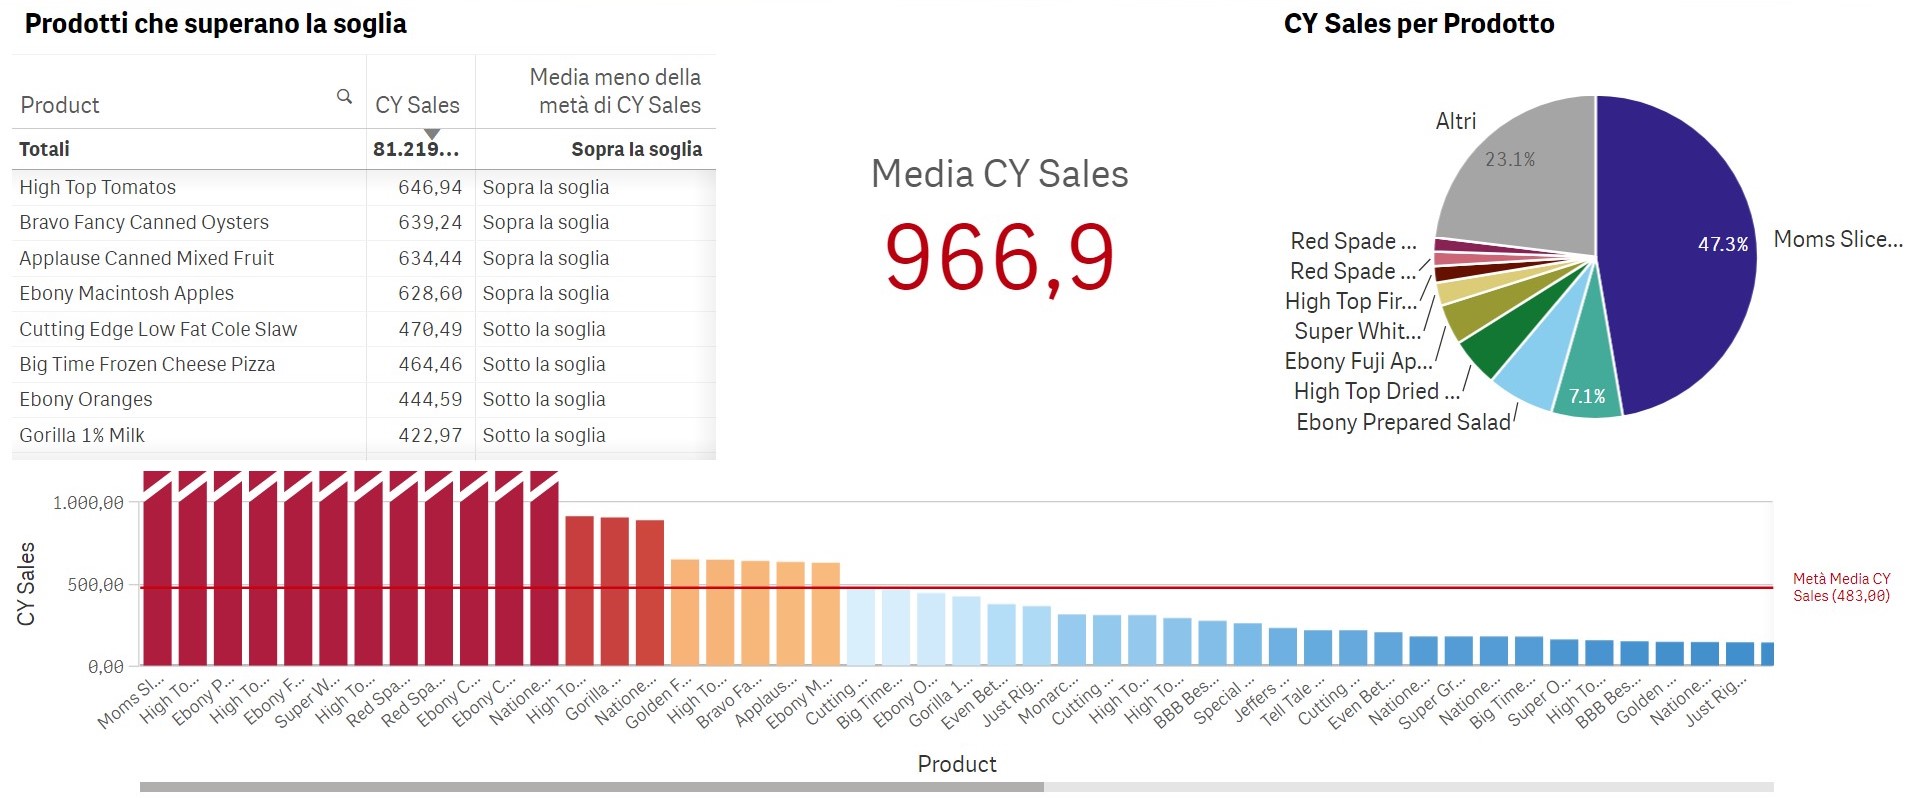 Prodotti che superano la soglia
Product
CY Sales
Media meno della
metà di CY Sales
Totali 81.219... Sopra la soglia
High Top Tomatos 646,94 Sopra la soglia
Bravo Fancy Canned Oysters 639,24 Sopra la soglia
Applause Canned Mixed Fruit 634,44 Sopra la soglia
Ebony Macintosh Apples 628,60 Sopra la soglia
Cutting Edge Low Fat Cole Slaw 470,49 Sotto la soglia
Big Time Frozen Cheese Pizza 464,46 Sotto la soglia
Ebony Oranges 444,59 Sotto la soglia
Gorilla 1% Milk 422,97 Sotto la soglia
Media CY Sales
966,9
CY Sales per Prodotto
Altri
23.1%
47.3%
Moms Slice...
7.1%
Red Spade ...
Red Spade ...
High Top Fir...
Super Whit...
Ebony Fuji Ap...
High Top Dried ...
Ebony Prepared Salad
CY Sales
1.000,00
500,00
0,00
Metà Media CY
Sales (483,00)
Moms Sl...
High To...
Ebony P...
High To...
Ebony F...
Super W...
High To...
Red Spa...
Red Spa...
Ebony C...
Ebony C...
Natione...
High To...
Gorilla ...
Natione...
Golden F...
High To...
Bravo Fa...
Applaus...
Ebony M...
Cutting ...
Big Time...
Ebony O...
Gorilla 1...
Even Bet...
Just Rig...
Monarc...
Cutting ...
High To...
High To...
BBB Bes...
Special ...
Jeffers ...
Tell Tale ...
Cutting ...
Even Bet...
Natione...
Super Gr...
Natione...
Big Time...
Super O...
High To...
BBB Bes...
Golden ...
Natione...
Just Rig...
Product